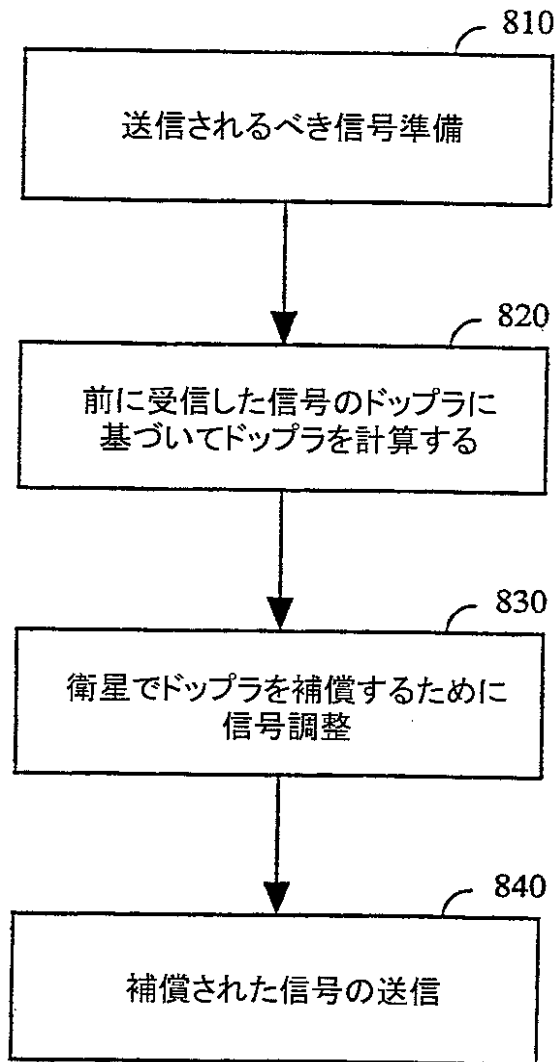 810
送信されるべき信号準備
820
前に受信した信号のドップラに
基づいてドップラを計算する
830
衛星でドップラを補償するために
信号調整
840
補償された信号の送信